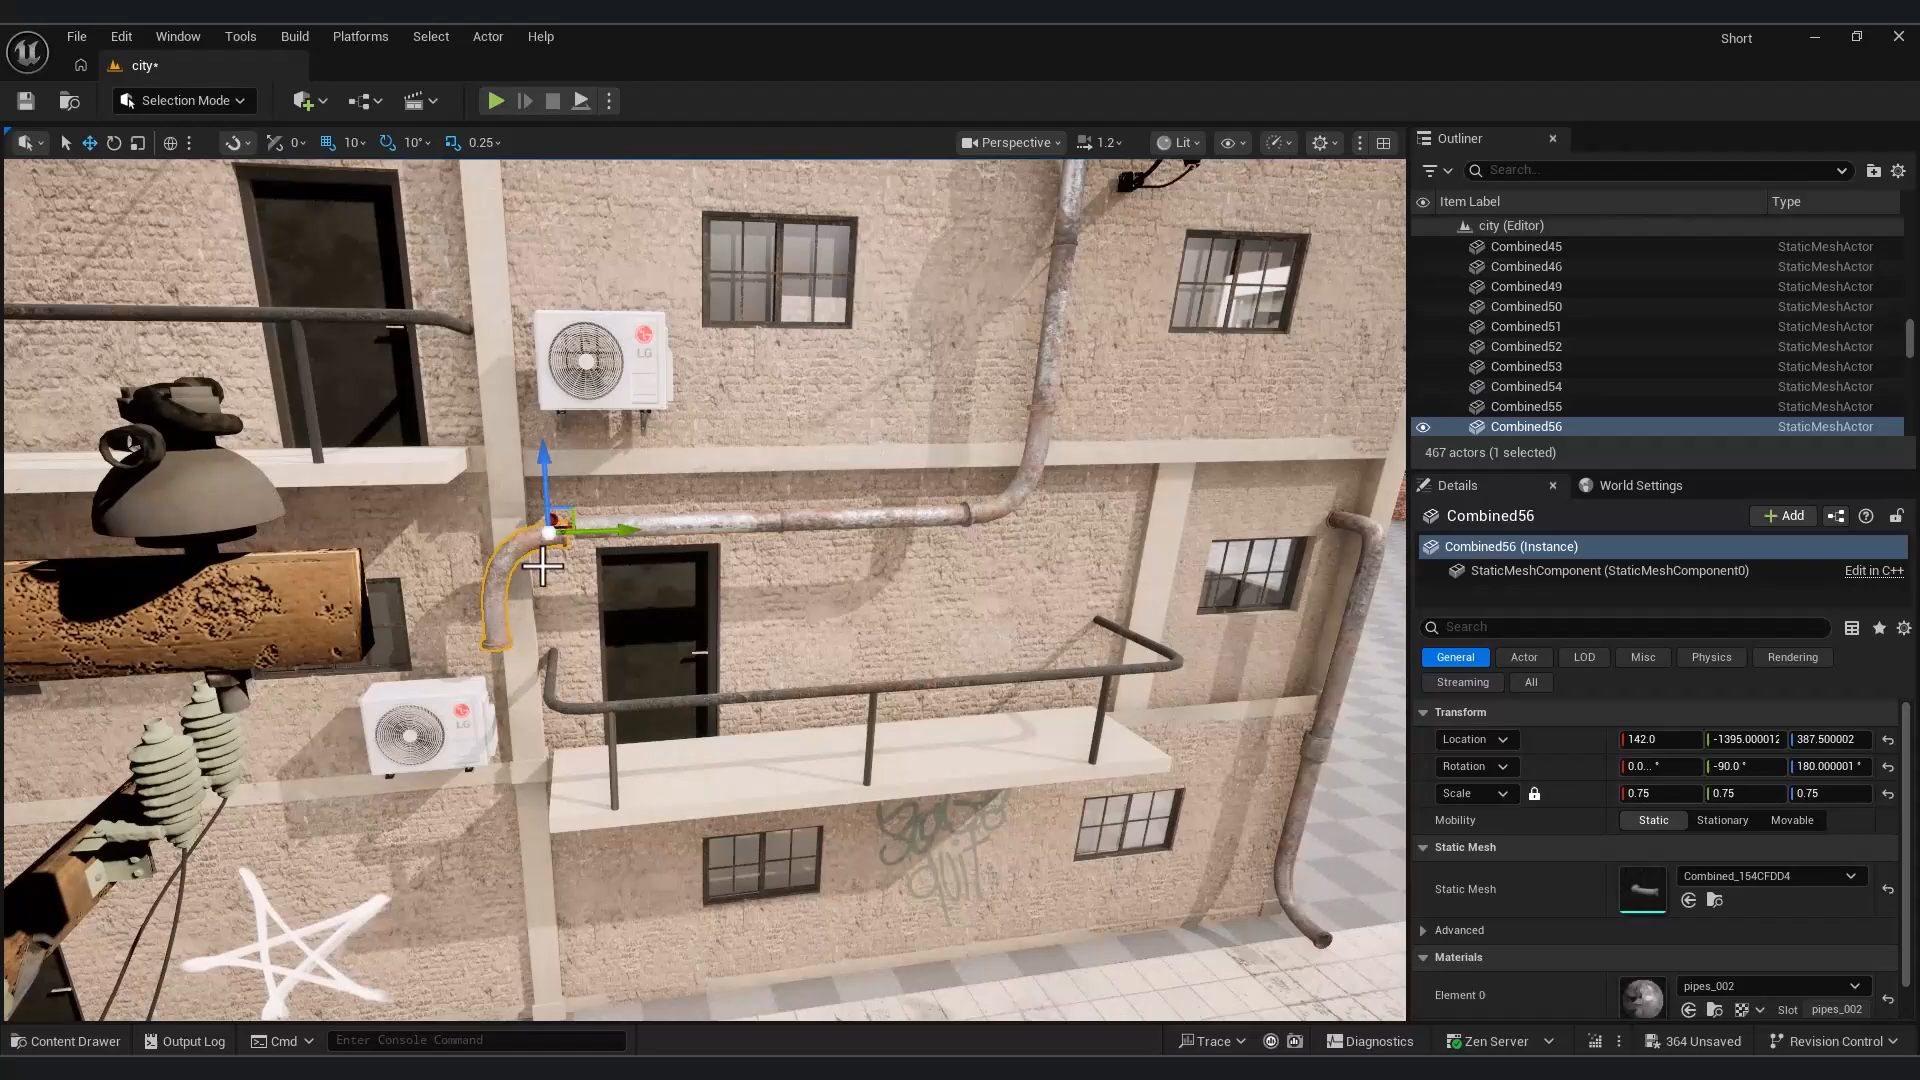 File Edit Window Tools Build Platforms Select Actor Help
Short
city*
Selection Mode
0 10 10° 0.25
Perspective 1.2 Lit
Outliner
Search...
Item Label Type
city (Editor)
Combined45 StaticMeshActor
Combined46 StaticMeshActor
Combined49 StaticMeshActor
Combined50 StaticMeshActor
Combined51 StaticMeshActor
Combined52 StaticMeshActor
Combined53 StaticMeshActor
Combined54 StaticMeshActor
Combined55 StaticMeshActor
Combined56 StaticMeshActor
467 actors (1 selected)
Details World Settings
Combined56 Add
Combined56 (Instance)
StaticMeshComponent (StaticMeshComponent0) Edit in C++
Search
General Actor LOD Misc Physics Rendering
Streaming All
Transform
Location 142.0 -1395.000012 387.500002
Rotation 0.0... ° -90.0 ° 180.000001 °
Scale 0.75 0.75 0.75
Mobility Static Stationary Movable
Static Mesh
Static Mesh Combined_154CFDD4
Advanced
Materials
Element 0 pipes_002
Slot pipes_002
LG
LG
quit
Content Drawer Output Log Cmd Enter Console Command Trace Diagnostics Zen Server 364 Unsaved Revision Control